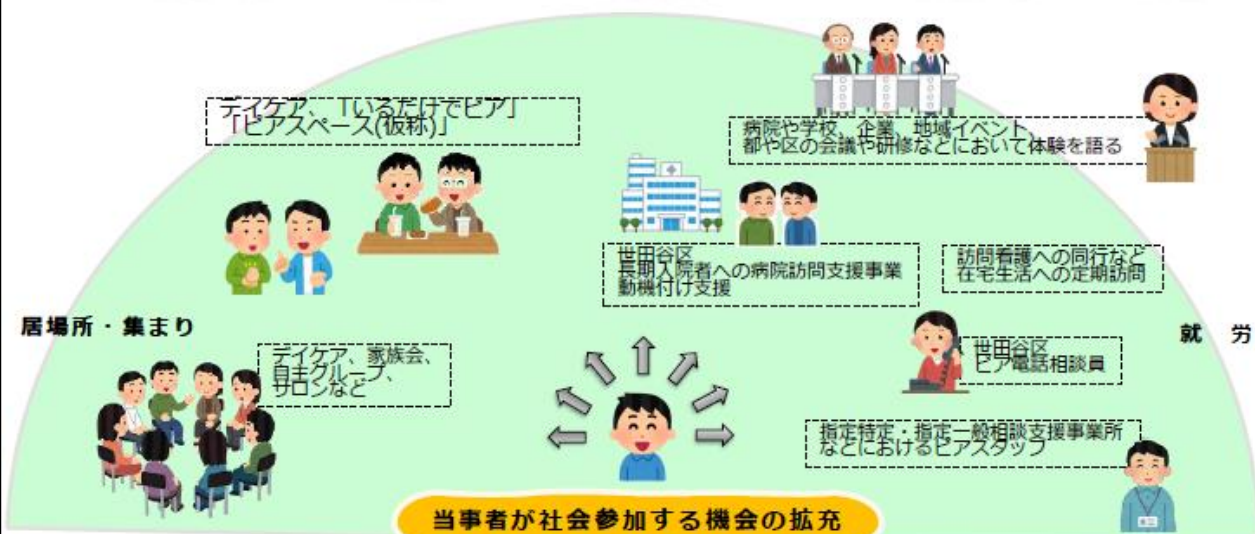 デイケア、「いるだけでピア」
「ピアスペース(仮称)」
病院や学校、企業、地域イベント、
都や区の会議や研修などにおいて体験を語る
世田谷区
長期入院者への病院訪問支援事業
動機付け支援
訪問看護への同行など
在宅生活への定期訪問
居場所・集まり
就 労
デイケア、家族会、
自主グループ、
サロンなど
世田谷区
ピア電話相談員
指定特定・指定一般相談支援事業所
などにおけるピアスタッフ
当事者が社会参加する機会の拡充